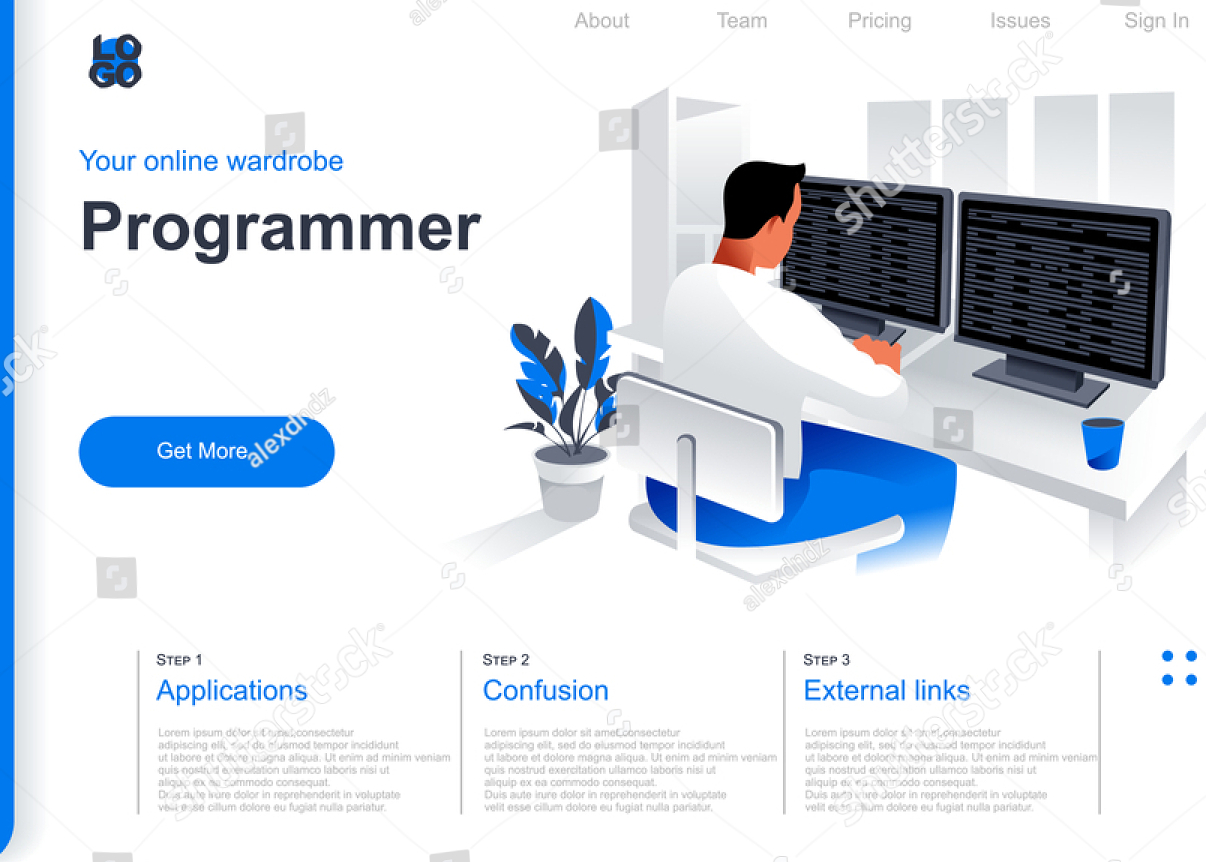 About Team Pricing Issues Sign In
LO
GO
Your online wardrobe
Programmer
Get More
STEP 1
Applications
Lorem ipsum dolor sit amet,consectetur
adipiscing elit, sed do eiusmod tempor incididunt
ut labore et dolore magna aliqua. Ut enim ad minim veniam
quis nostrud exercitation ullamco laboris nisi ut
aliquip ex ea commodo consequat.
Duis aute irure dolor in reprehenderit in voluptate
velit esse cillum dolore eu fugiat nulla pariatur.
STEP 2
Confusion
Lorem ipsum dolor sit amet,consectetur
adipiscing elit, sed do eiusmod tempor incididunt
ut labore et dolore magna aliqua. Ut enim ad minim veniam
quis nostrud exercitation ullamco laboris nisi ut
aliquip ex ea commodo consequat.
Duis aute irure dolor in reprehenderit in voluptate
velit esse cillum dolore eu fugiat nulla pariatur.
STEP 3
External links
Lorem ipsum dolor sit amet,consectetur
adipiscing elit, sed do eiusmod tempor incididunt
ut labore et dolore magna aliqua. Ut enim ad minim veniam
quis nostrud exercitation ullamco laboris nisi ut
aliquip ex ea commodo consequat.
Duis aute irure dolor in reprehenderit in voluptate
velit esse cillum dolore eu fugiat nulla pariatur.
shutterstock
alexdndz
alexdndz
shutterstock
shutterstock